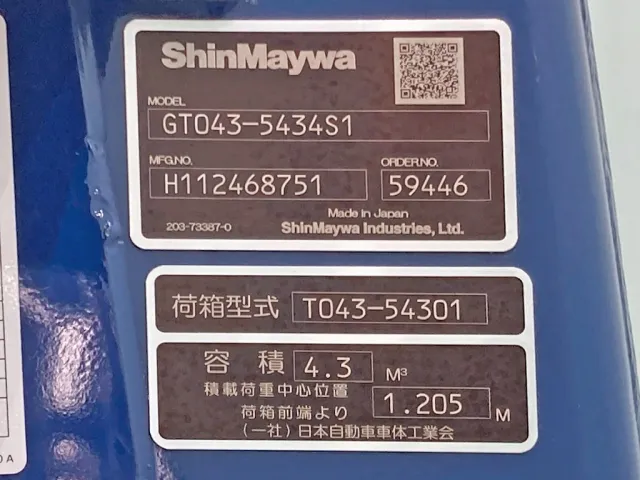 ShinMaywa
MODEL
GT043-5434S1
MFG.NO. ORDER NO.
H112468751 59446
Made in Japan
203-73387-0 ShinMaywa Industries, Ltd.
荷箱型式 T043-54301
容積 4.3 M³
積載荷重中心位置
荷箱前端より 1.205 M
(一社)日本自動車車体工業会
0 A